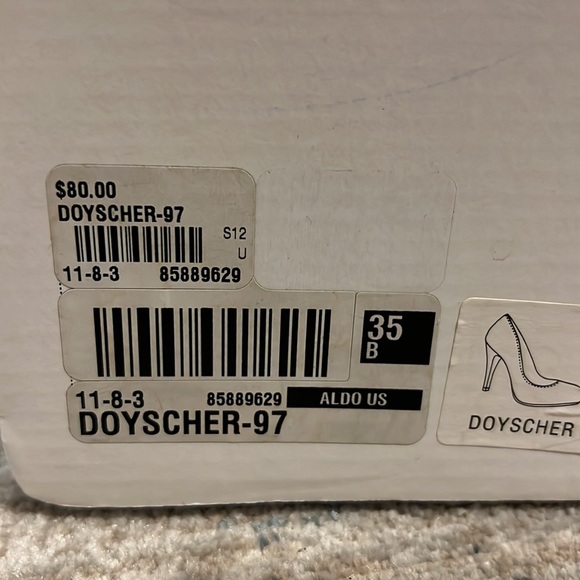 $80.00
DOYSCHER-97
S12
U
11-8-3 85889629
35
B
11-8-3 85889629 ALDO US
DOYSCHER-97
DOYSCHER